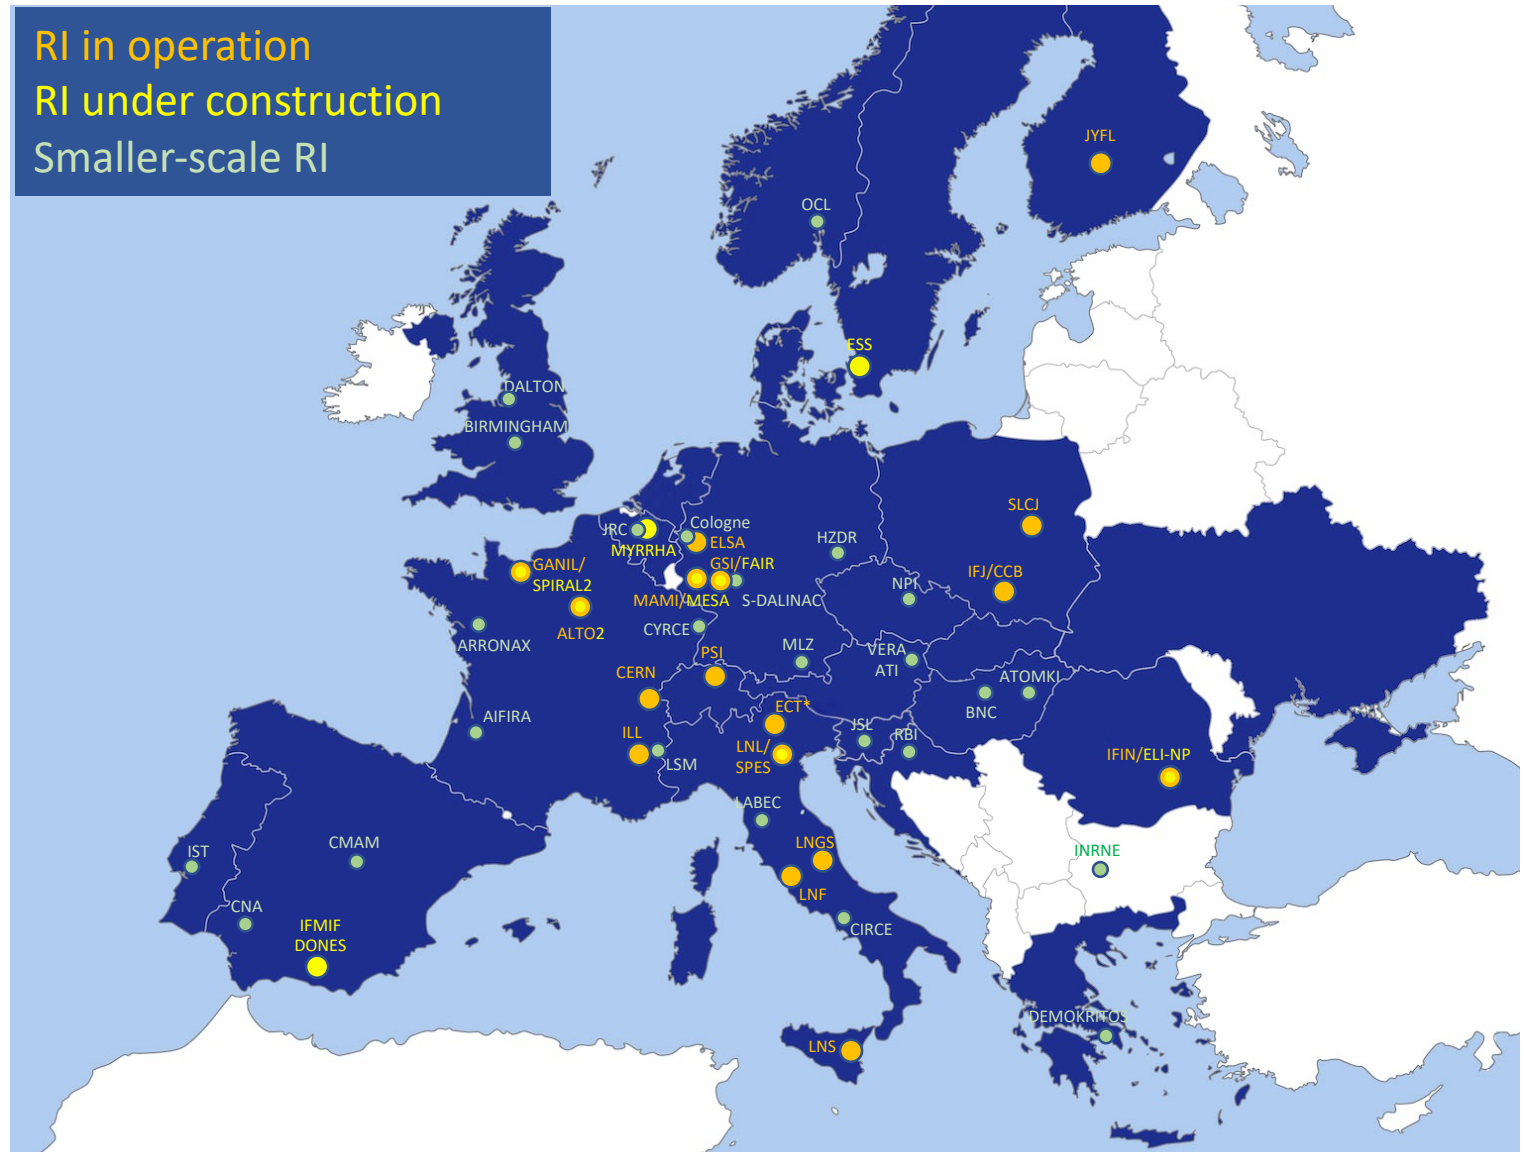 RI in operation
RI under construction
Smaller-scale RI
JYFL
OCL
ESS
DALTON
BIRMINGHAM
SLCJ
JRC
Cologne
MYRRHA
ELSA
HZDR
GANIL/
SPIRAL2
GSI/FAIR
IFJ/CCB
NPI
MAMI/MESA
S-DALINAC
ALTO2
CYRCE
ARRONAX
MLZ
VERA
ATI
PSI
CERN
ATOMKI
BNC
ECT*
AIFIRA
ILL
LSM
LNL/
SPES
JSL
RBI
IFIN/ELI-NP
LABEC
IST
CMAM
LNGS
INRNE
LNF
CNA
CIRCE
IFMIF
DONES
DEMOKRITOS
LNS